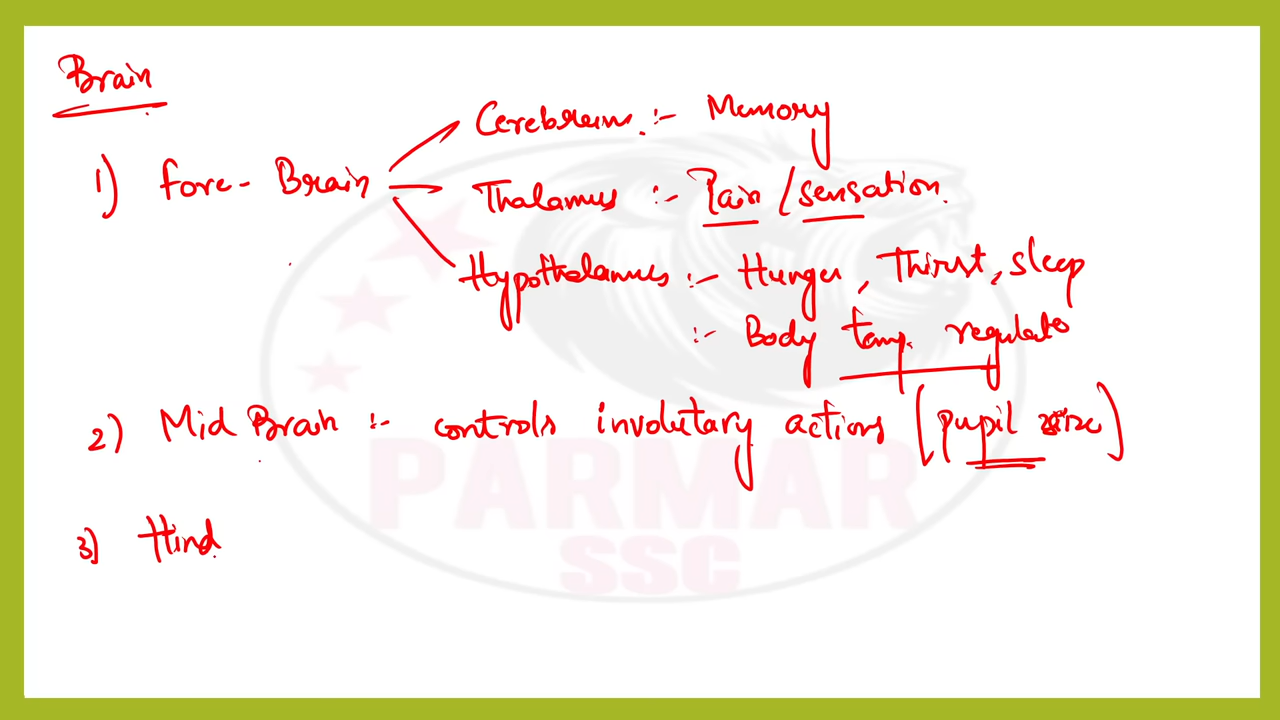 Brain
1) Fore-Brain
Cerebrum :- Memory
Thalamus :- Pain / sensation.
Hypothalamus :- Hunger, Thirst, sleep
:- Body temp. regulate
2) Mid Brain :- controls involutary actions (pupil size)
3) Hind
PARMAR
SSC